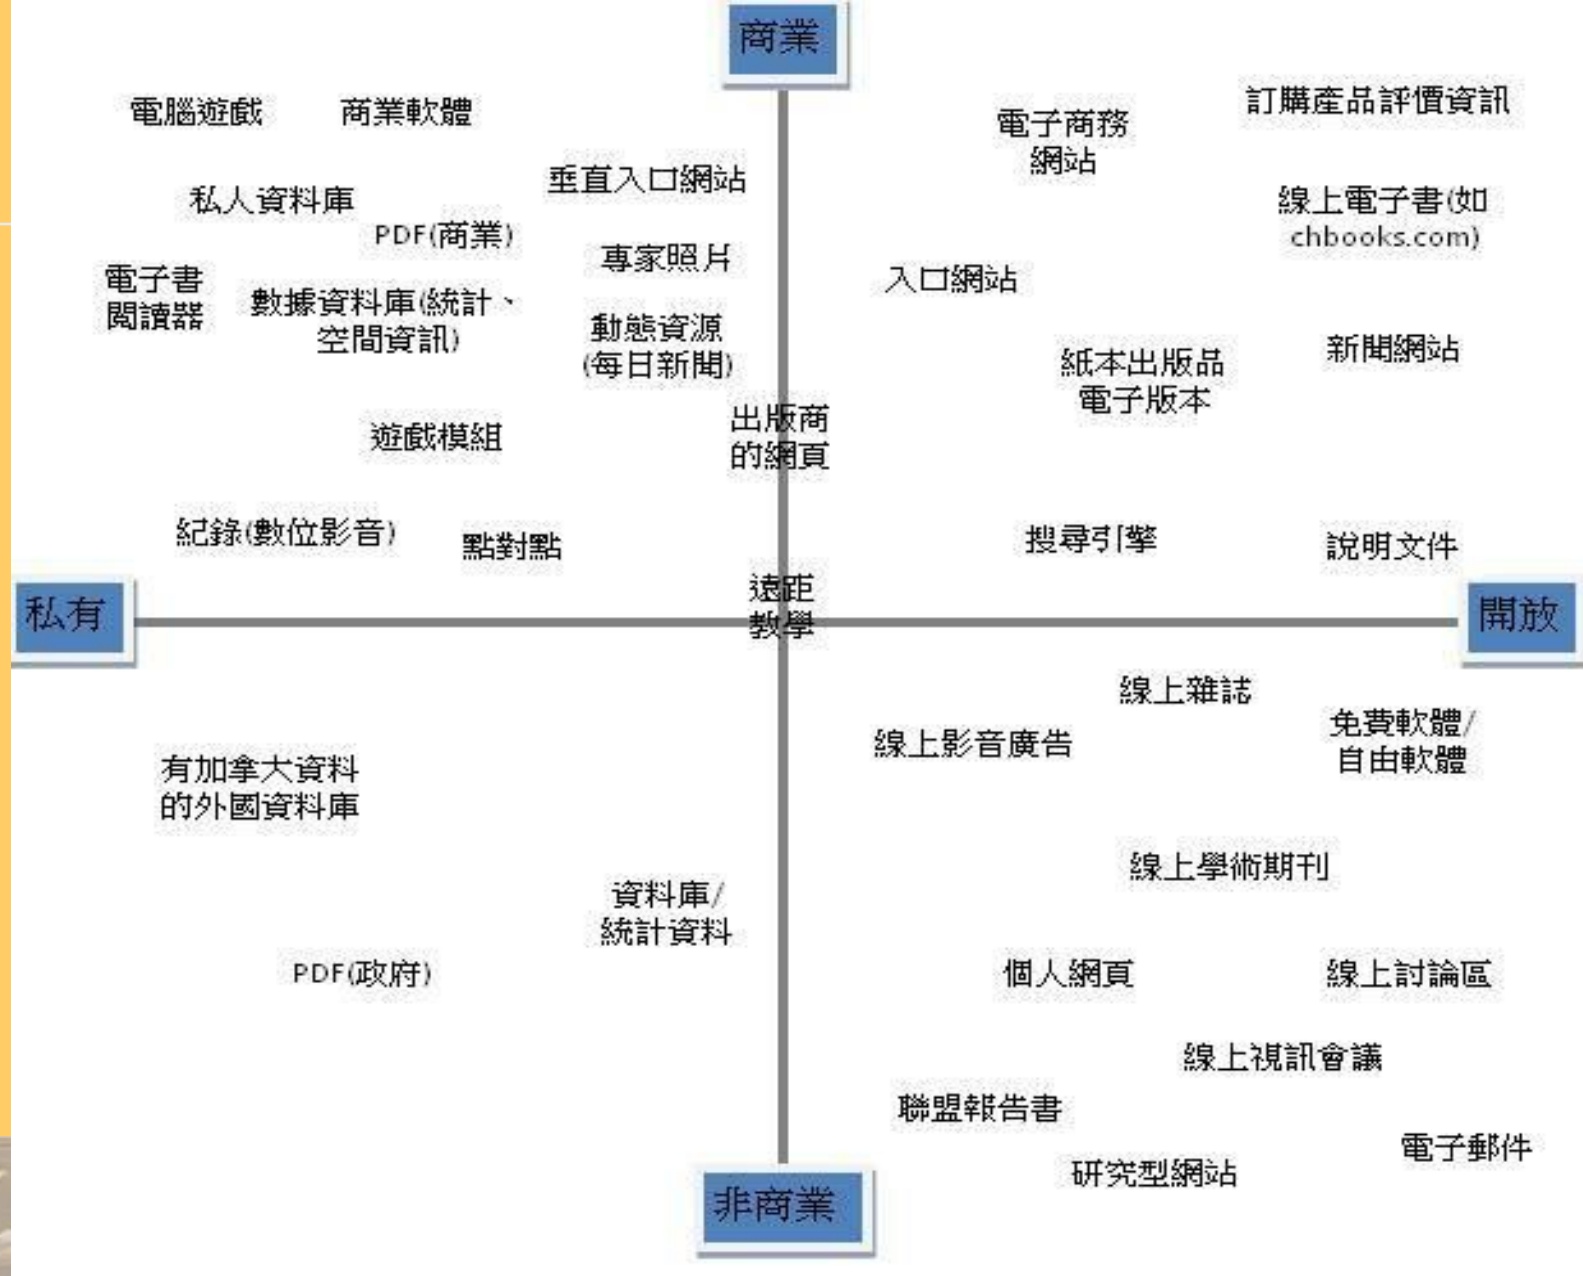 商業
電腦遊戲
商業軟體
電子商務
網站
訂購產品評價資訊
垂直入口網站
私人資料庫
PDF(商業)
線上電子書(如
chbooks.com)
專家照片
電子書
閱讀器
數據資料庫(統計、
空間資訊)
入口網站
動態資源
(每日新聞)
紙本出版品
電子版本
新聞網站
出版商
的網頁
遊戲模組
紀錄(數位影音)
點對點
搜尋引擎
說明文件
私有
遠距
教學
開放
線上雜誌
線上影音廣告
免費軟體/
自由軟體
有加拿大資料
的外國資料庫
線上學術期刊
資料庫/
統計資料
PDF(政府)
個人網頁
線上討論區
線上視訊會議
聯盟報告書
電子郵件
研究型網站
非商業